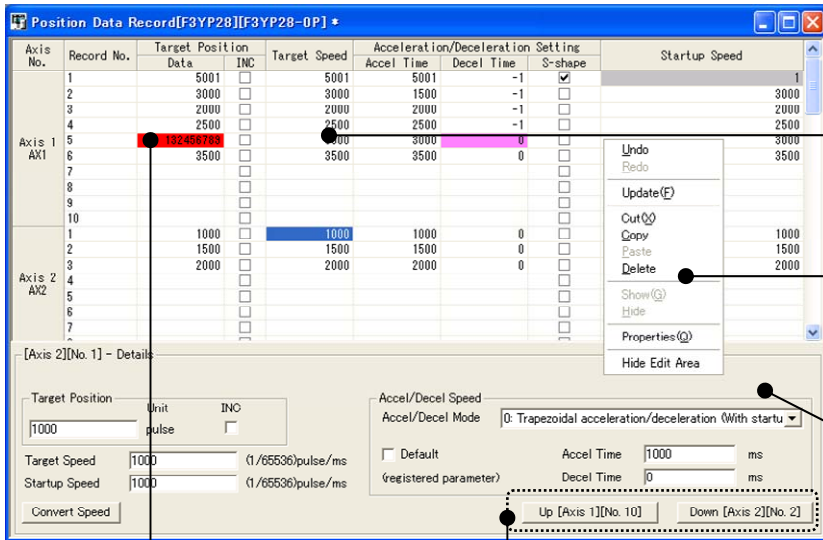 Position Data Record[F3YP28][F3YP28-0P] *
Axis No. Record No. Target Position Target Speed Acceleration/Deceleration Setting Startup Speed
Data INC Accel Time Decel Time S-shape
Axis 1 AX1
1 5001 5001 5001 -1 1
2 3000 3000 1500 -1 3000
3 2000 2000 2000 -1 2000
4 2500 2500 2500 -1 2500
5 132456789 3000 0 3000
6 3500 3500 3500 0 3500
7
8
9
10
Axis 2 AX2
1 1000 1000 1000 0 1000
2 1500 1500 1500 0 1500
3 2000 2000 2000 0 2000
4
5
6
7
Undo
Redo
Update(F)
Cut(X)
Copy
Paste
Delete
Show(G)
Hide
Properties(O)
Hide Edit Area
[Axis 2][No. 1] - Details
Target Position
Unit INC
1000 pulse
Target Speed 1000 (1/65536)pulse/ms
Startup Speed 1000 (1/65536)pulse/ms
Convert Speed
Accel/Decel Speed
Accel/Decel Mode 0: Trapezoidal acceleration/deceleration (With startu
Default Accel Time 1000 ms
(registered parameter) Decel Time 0 ms
Up [Axis 1][No. 10] Down [Axis 2][No. 2]